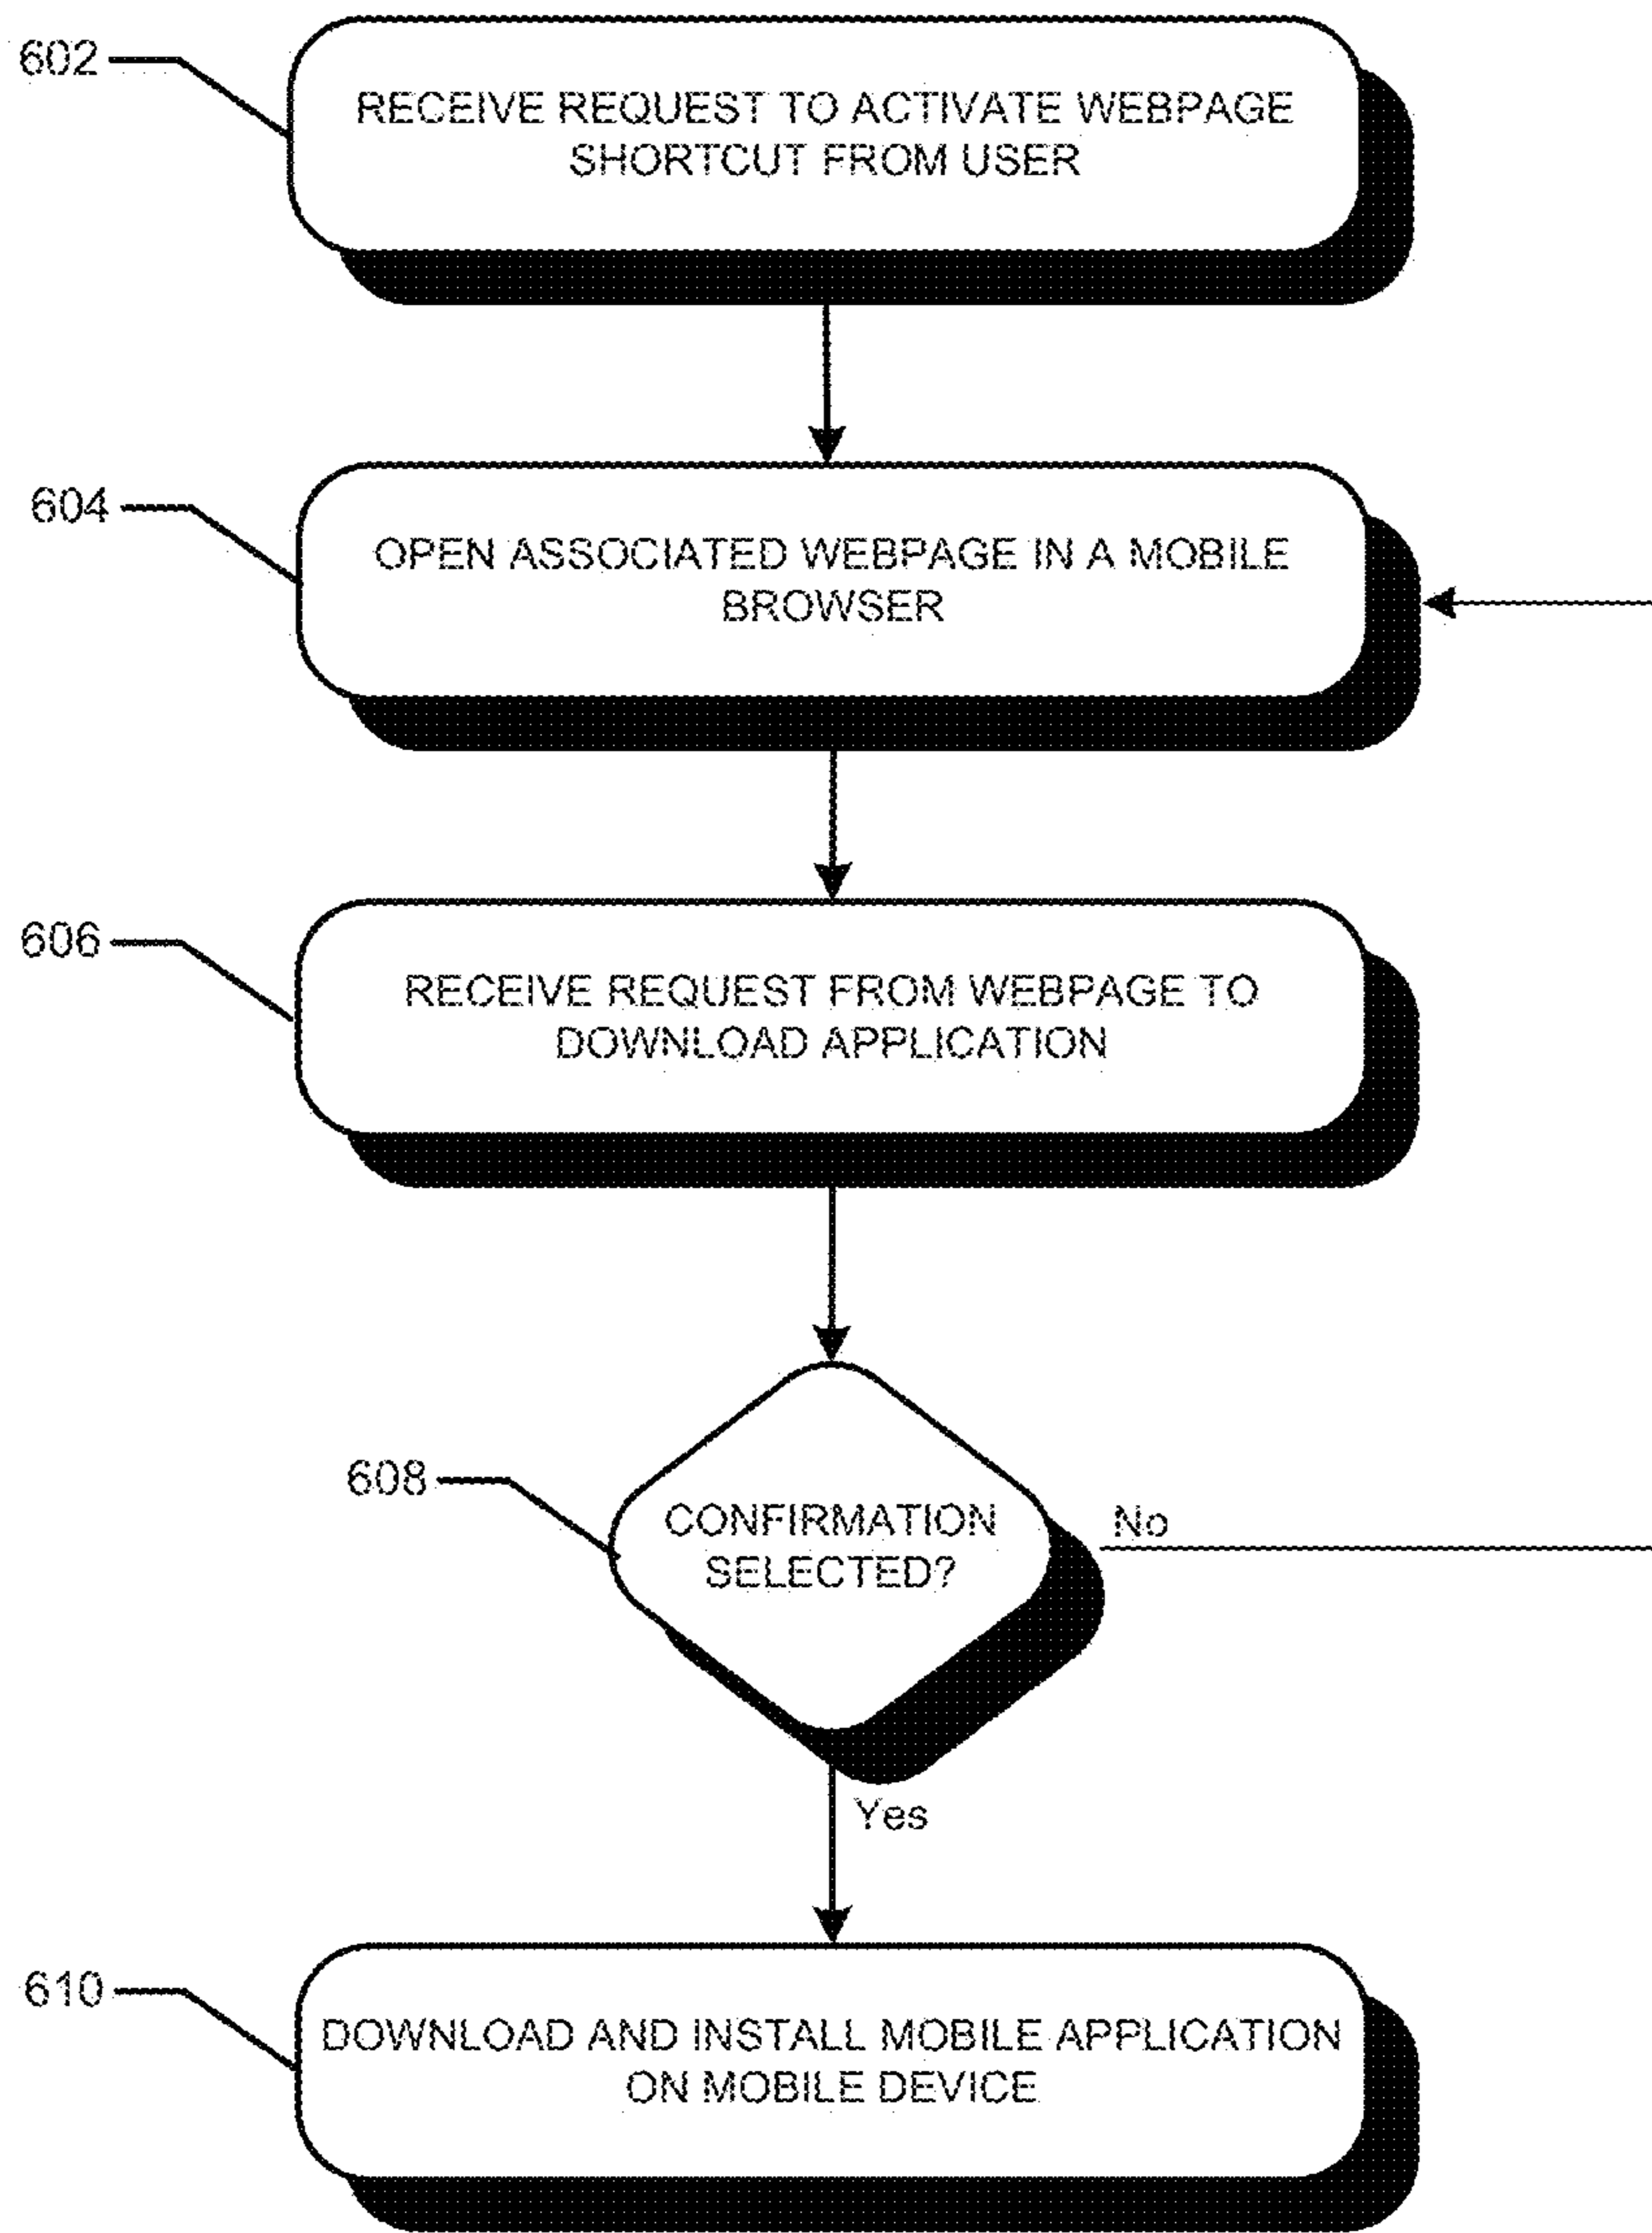 602
RECEIVE REQUEST TO ACTIVATE WEBPAGE
SHORTCUT FROM USER
604
OPEN ASSOCIATED WEBPAGE IN A MOBILE
BROWSER
606
RECEIVE REQUEST FROM WEBPAGE TO
DOWNLOAD APPLICATION
608
CONFIRMATION
SELECTED?
No
Yes
610
DOWNLOAD AND INSTALL MOBILE APPLICATION
ON MOBILE DEVICE